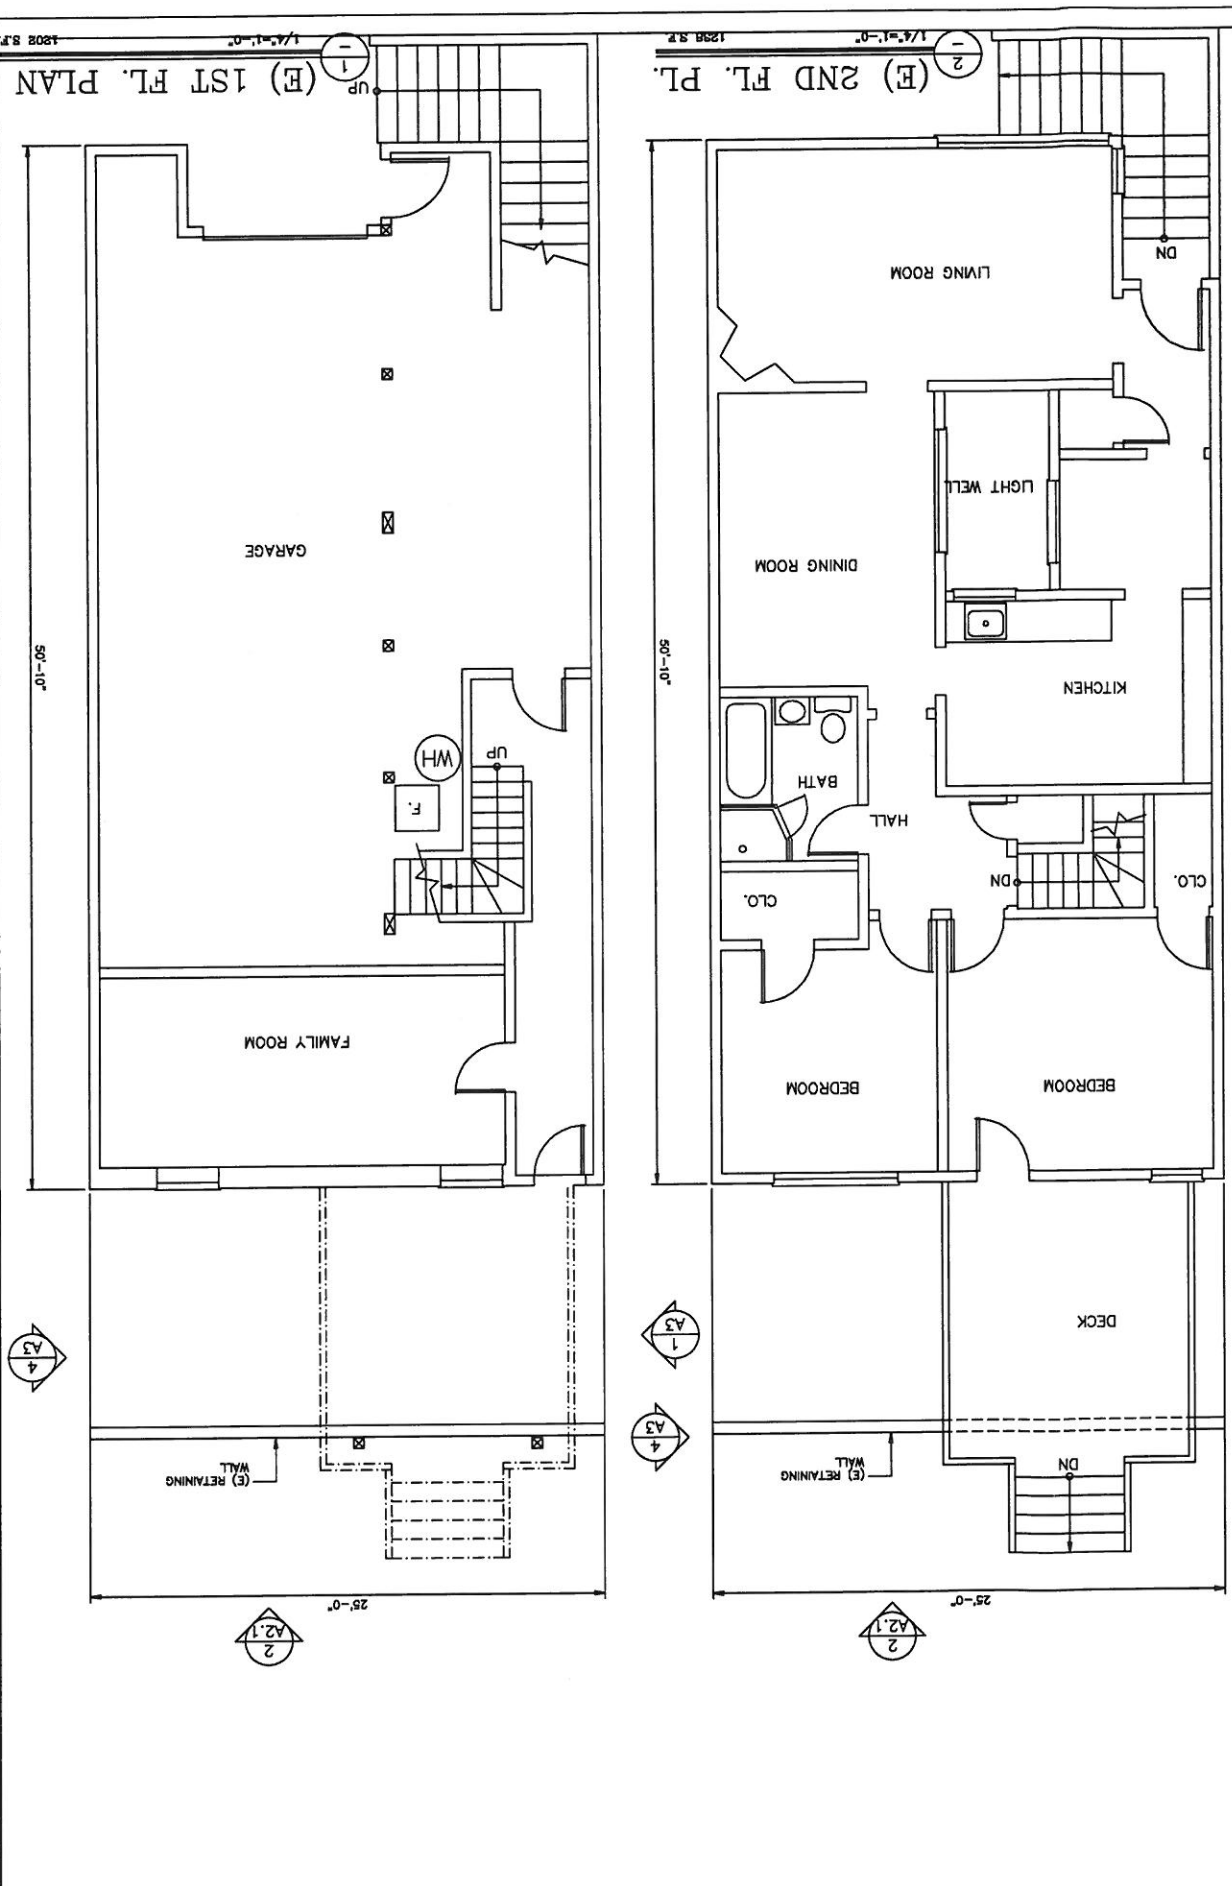 2
A2.1
25'-0"
DN
(E) RETAINING
WALL
4
A3
1
A3
DECK
BEDROOM
BEDROOM
CLO.
DN
CLO.
HALL
BATH
KITCHEN
50'-10"
DINING ROOM
LIGHT WELL
LIVING ROOM
DN
2
-
(E) 2ND FL. PL.
1/4"=1'-0"
1238 S.F.
2
A2.1
25'-0"
(E) RETAINING
WALL
4
A3
FAMILY ROOM
F.
UP
WH
50'-10"
GARAGE
UP
1
-
(E) 1ST FL. PLAN
1/4"=1'-0"
1202 S.F.